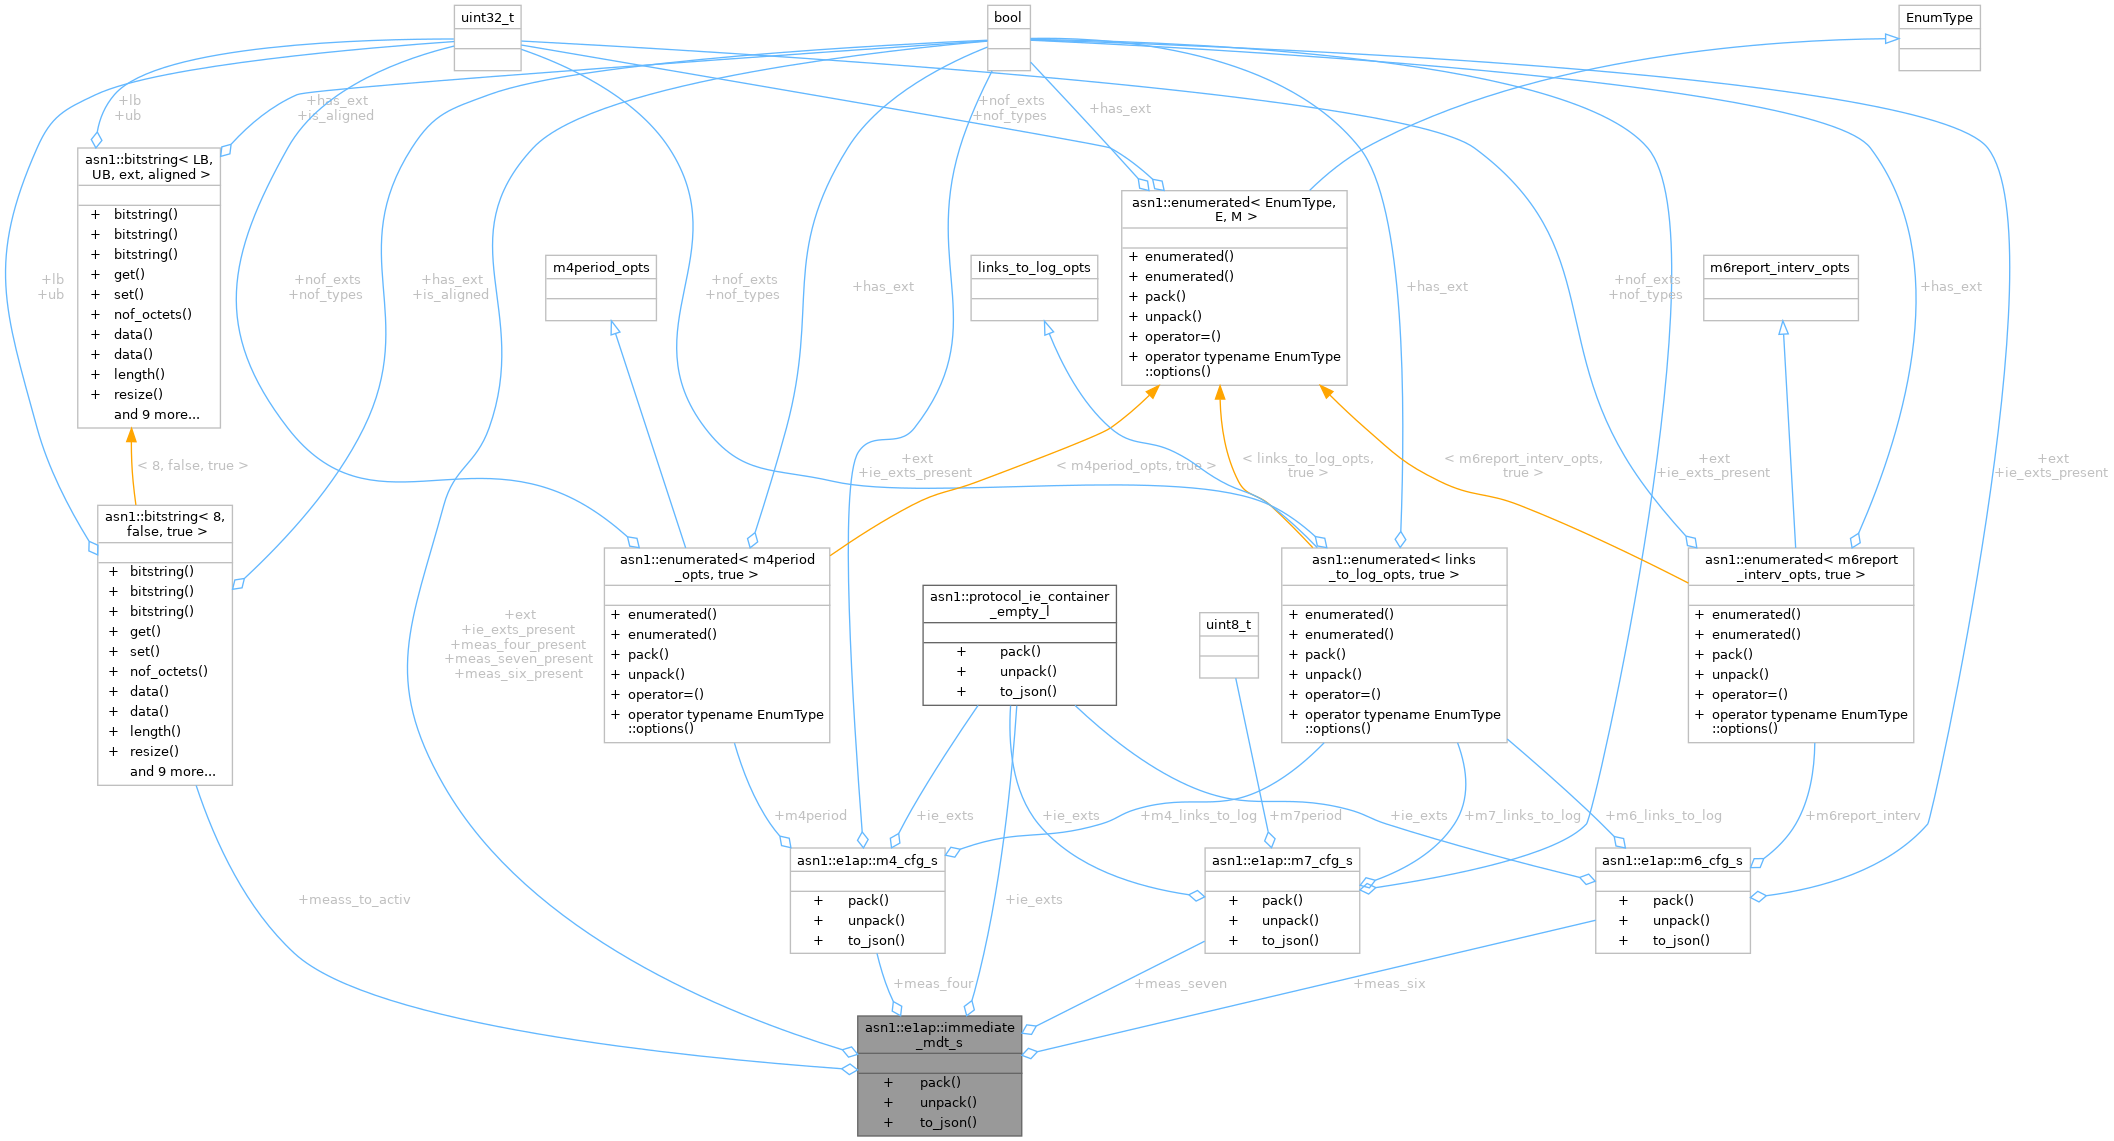 uint32_t
bool
EnumType
+lb
+ub
+has_ext
+is_aligned
+nof_exts
+nof_types
+has_ext
asn1::bitstring< LB,
UB, ext, aligned >
+ bitstring()
+ bitstring()
+ bitstring()
+ get()
+ set()
+ nof_octets()
+ data()
+ data()
+ length()
+ resize()
and 9 more...
asn1::enumerated< EnumType,
E, M >
+ enumerated()
+ enumerated()
+ pack()
+ unpack()
+ operator=()
+ operator typename EnumType
::options()
m4period_opts
links_to_log_opts
m6report_interv_opts
+lb
+ub
+nof_exts
+nof_types
+has_ext
+is_aligned
+nof_exts
+nof_types
+has_ext
+has_ext
+nof_exts
+nof_types
+has_ext
< 8, false, true >
+ext
+ie_exts_present
< m4period_opts, true >
< links_to_log_opts,
true >
< m6report_interv_opts,
true >
+ext
+ie_exts_present
+ext
+ie_exts_present
asn1::bitstring< 8,
false, true >
+ bitstring()
+ bitstring()
+ bitstring()
+ get()
+ set()
+ nof_octets()
+ data()
+ data()
+ length()
+ resize()
and 9 more...
+ext
+ie_exts_present
+meas_four_present
+meas_seven_present
+meas_six_present
asn1::enumerated< m4period
_opts, true >
+ enumerated()
+ enumerated()
+ pack()
+ unpack()
+ operator=()
+ operator typename EnumType
::options()
asn1::protocol_ie_container
_empty_l
+ pack()
+ unpack()
+ to_json()
uint8_t
asn1::enumerated< links
_to_log_opts, true >
+ enumerated()
+ enumerated()
+ pack()
+ unpack()
+ operator=()
+ operator typename EnumType
::options()
asn1::enumerated< m6report
_interv_opts, true >
+ enumerated()
+ enumerated()
+ pack()
+ unpack()
+ operator=()
+ operator typename EnumType
::options()
+m4period
+ie_exts
+ie_exts
+m4_links_to_log
+m7period
+ie_exts
+m7_links_to_log
+m6_links_to_log
+m6report_interv
asn1::e1ap::m4_cfg_s
+ pack()
+ unpack()
+ to_json()
asn1::e1ap::m7_cfg_s
+ pack()
+ unpack()
+ to_json()
asn1::e1ap::m6_cfg_s
+ pack()
+ unpack()
+ to_json()
+meass_to_activ
+ie_exts
+meas_four
+meas_seven
+meas_six
asn1::e1ap::immediate
_mdt_s
+ pack()
+ unpack()
+ to_json()